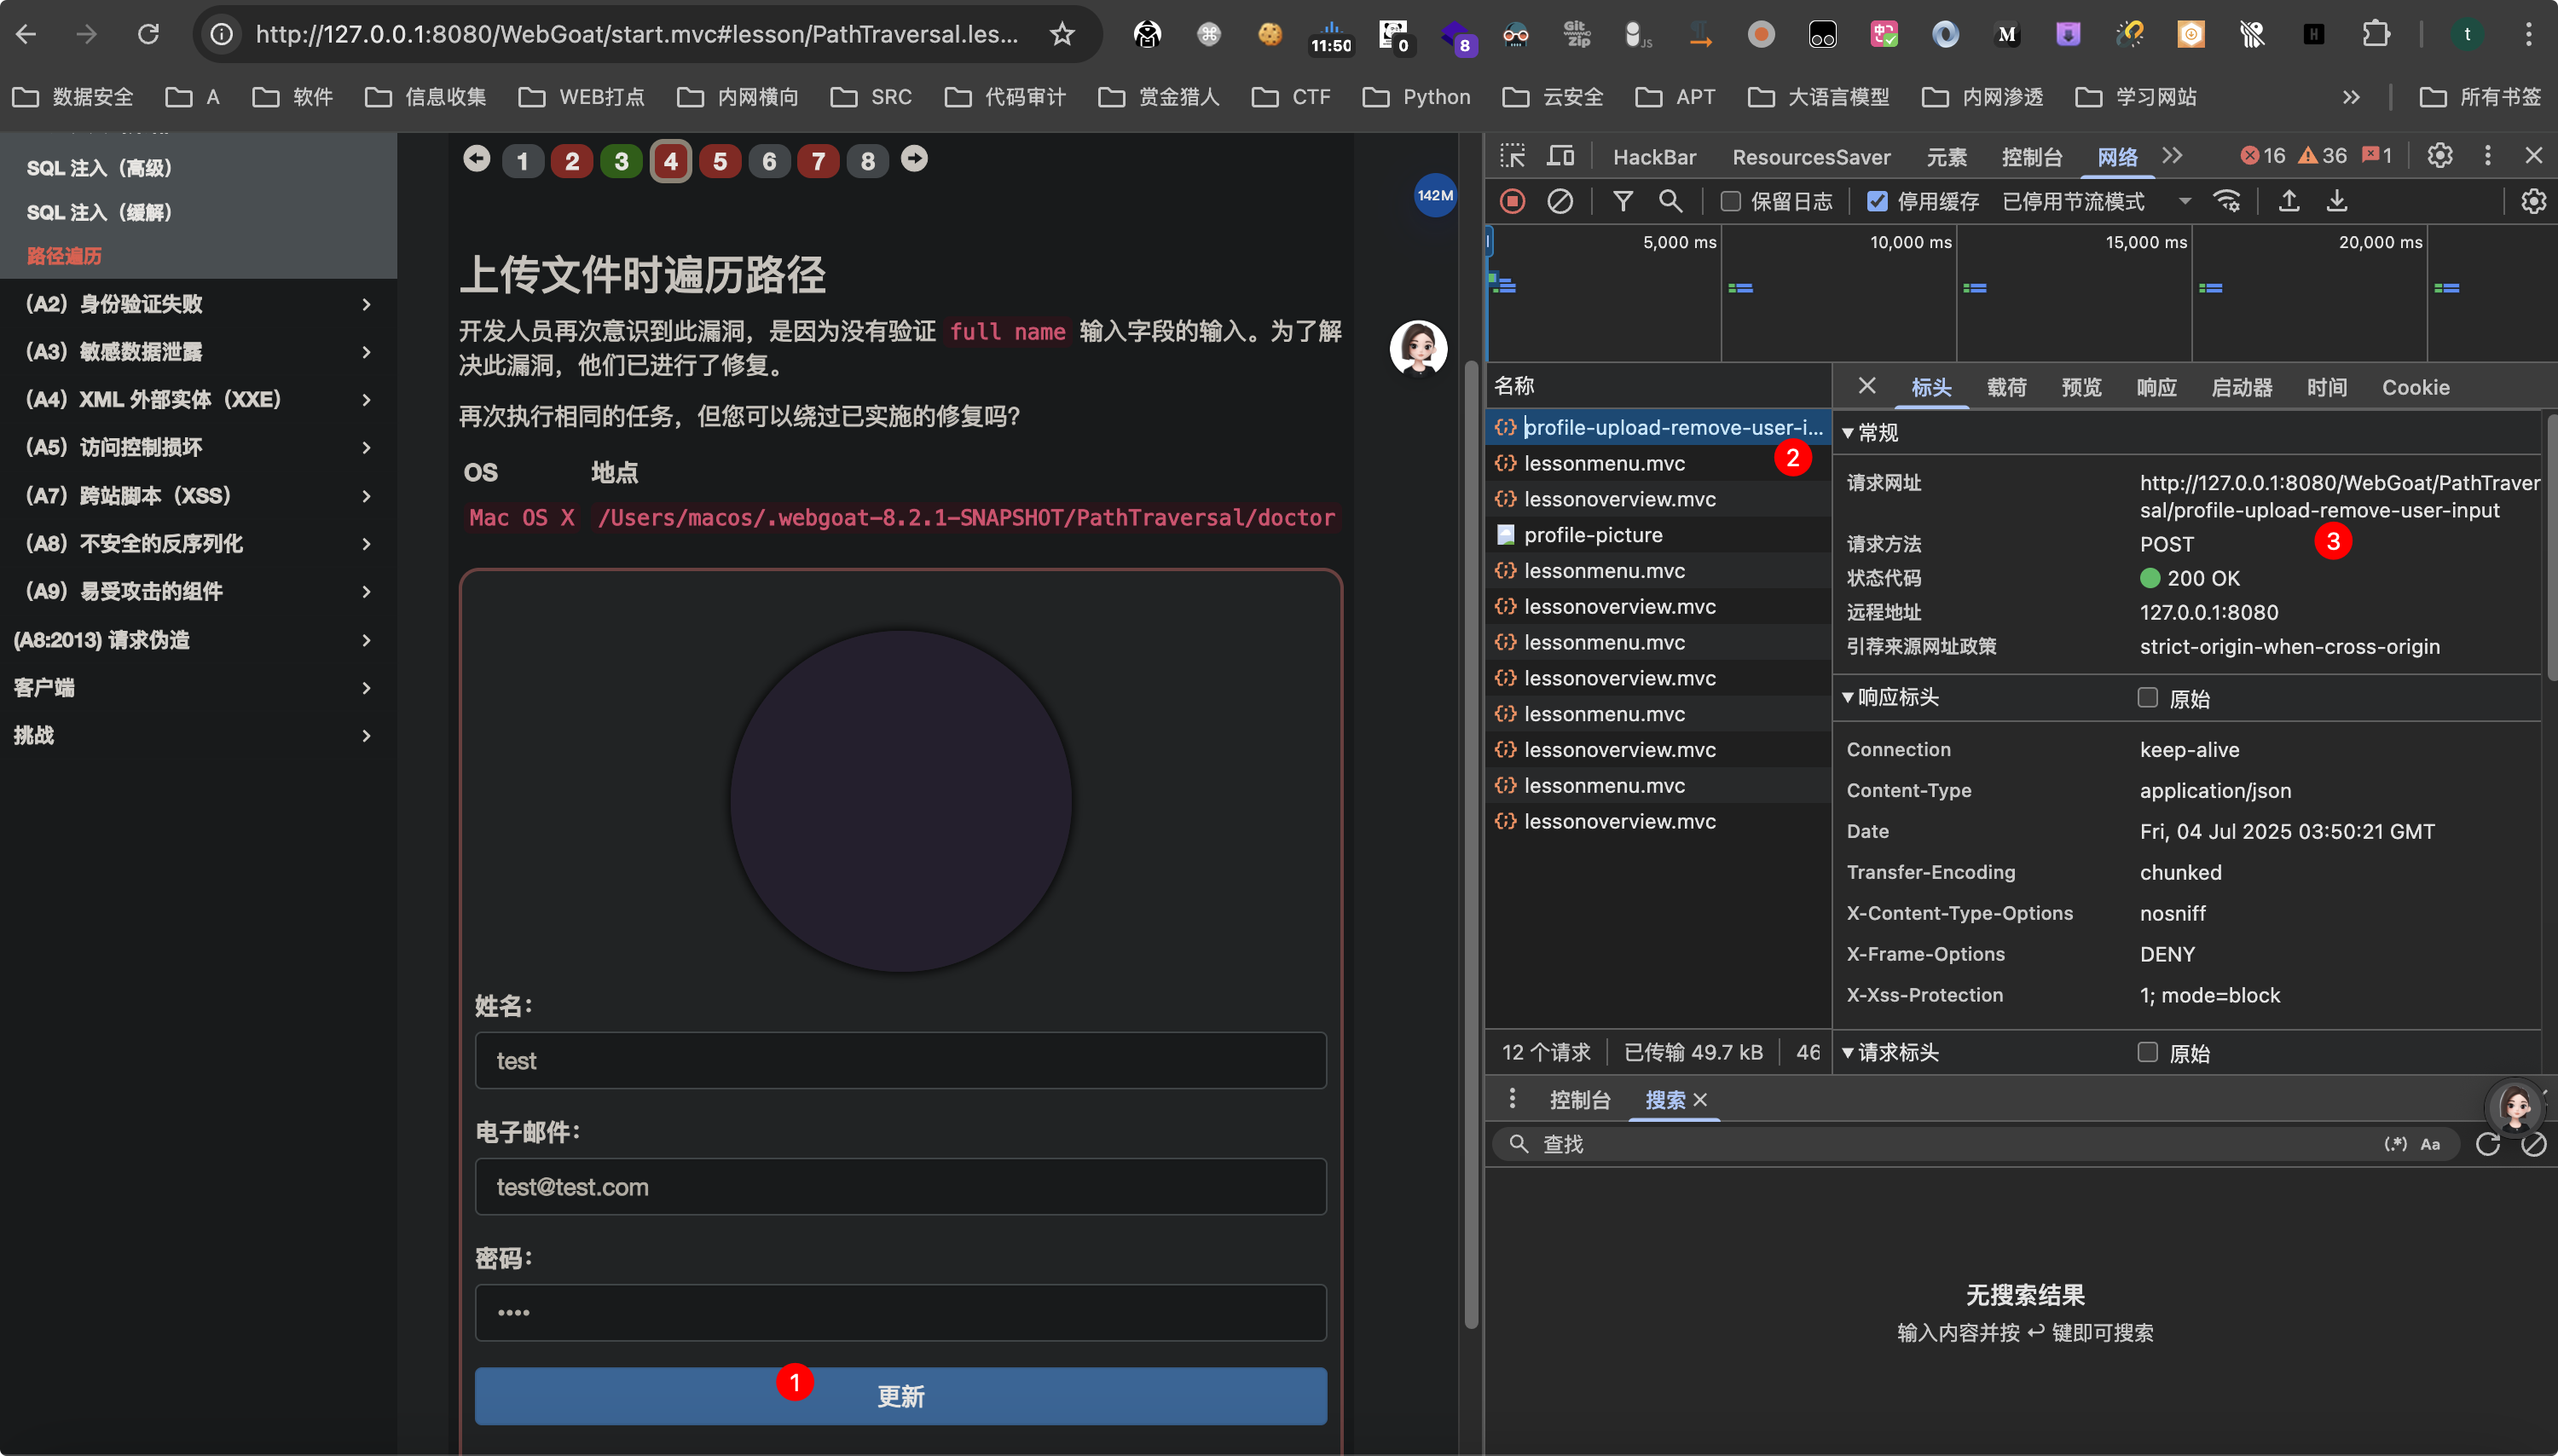 http://127.0.0.1:8080/WebGoat/start.mvc#lesson/PathTraversal.les...
11:50
0
8
Git
zip
JS
M
H
t
数据安全
A
软件
信息收集
WEB打点
内网横向
SRC
代码审计
赏金猎人
CTF
Python
云安全
APT
大语言模型
内网渗透
学习网站
所有书签
SQL 注入（高级）
SQL 注入（缓解）
路径遍历
（A2）身份验证失败
（A3）敏感数据泄露
（A4）XML 外部实体（XXE）
（A5）访问控制损坏
（A7）跨站脚本（XSS）
（A8）不安全的反序列化
（A9）易受攻击的组件
(A8:2013) 请求伪造
客户端
挑战
1 2 3 4 5 6 7 8
142M
上传文件时遍历路径
开发人员再次意识到此漏洞，是因为没有验证 full name 输入字段的输入。为了解
决此漏洞，他们已进行了修复。
再次执行相同的任务，但您可以绕过已实施的修复吗？
OS 地点
Mac OS X /Users/macos/.webgoat-8.2.1-SNAPSHOT/PathTraversal/doctor
姓名：
test
电子邮件：
test@test.com
密码：
••••
1
更新
HackBar
ResourcesSaver
元素
控制台
网络
16
36
1
保留日志
停用缓存
已停用节流模式
5,000 ms
10,000 ms
15,000 ms
20,000 ms
名称
profile-upload-remove-user-i...
2
lessonmenu.mvc
lessonoverview.mvc
profile-picture
lessonmenu.mvc
lessonoverview.mvc
lessonmenu.mvc
lessonoverview.mvc
lessonmenu.mvc
lessonoverview.mvc
lessonmenu.mvc
lessonoverview.mvc
12 个请求
已传输 49.7 kB
46
标头
载荷
预览
响应
启动器
时间
Cookie
常规
请求网址 http://127.0.0.1:8080/WebGoat/PathTraver
sal/profile-upload-remove-user-input
3
请求方法 POST
状态代码 200 OK
远程地址 127.0.0.1:8080
引荐来源网址政策 strict-origin-when-cross-origin
响应标头 原始
Connection keep-alive
Content-Type application/json
Date Fri, 04 Jul 2025 03:50:21 GMT
Transfer-Encoding chunked
X-Content-Type-Options nosniff
X-Frame-Options DENY
X-Xss-Protection 1; mode=block
请求标头 原始
控制台
搜索
查找
(.*) Aa
无搜索结果
输入内容并按 ↩ 键即可搜索